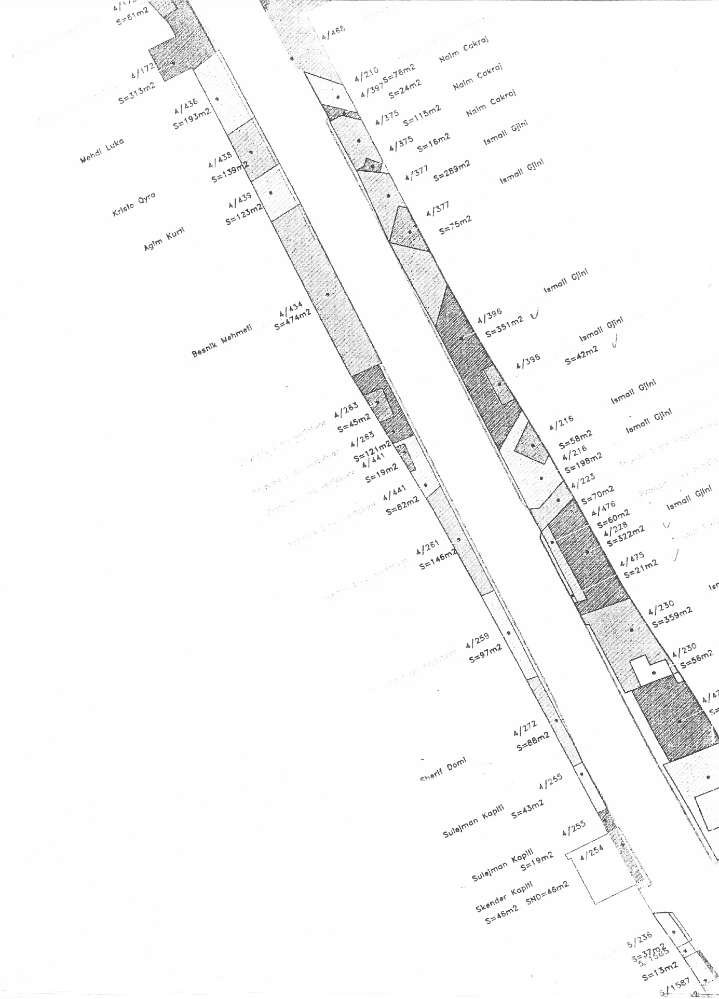 S=61m2
4/172
S=313m2
4/436
S=193m2
Mehdi Luka
4/438
S=139m2
Kristo Qyra
4/439
S=123m2
Agim Kurti
4/434
S=474m2
Besnik Mehmeti
4/263
S=45m2
4/263
S=121m2
4/441
S=19m2
4/441
S=82m2
4/261
S=146m2
4/259
S=97m2
4/272
S=88m2
Sherif Domi
4/255
S=43m2
Sulejman Kapiti
4/255
Sulejman Kapiti
S=19m2
4/254
Skender Kapiti
S=46m2 SND=46m2
5/236
S=37m2
5/1585
S=13m2
5/1587
4/468
4/210
S=76m2
Naim Cakraj
4/397
S=24m2
Naim Cakraj
4/375
S=115m2
Naim Cakraj
4/375
S=16m2
Ismail Gjini
4/377
S=289m2
Ismail Gjini
4/377
S=75m2
Ismail Gjini
4/396
S=351m2
Ismail Gjini
4/396
S=42m2
Ismail Gjini
4/216
S=58m2
Ismail Gjini
4/216
S=198m2
4/223
S=70m2
4/476
S=60m2
Ismail Gjini
4/228
S=322m2
4/475
S=21m2
4/230
S=359m2
4/230
S=56m2